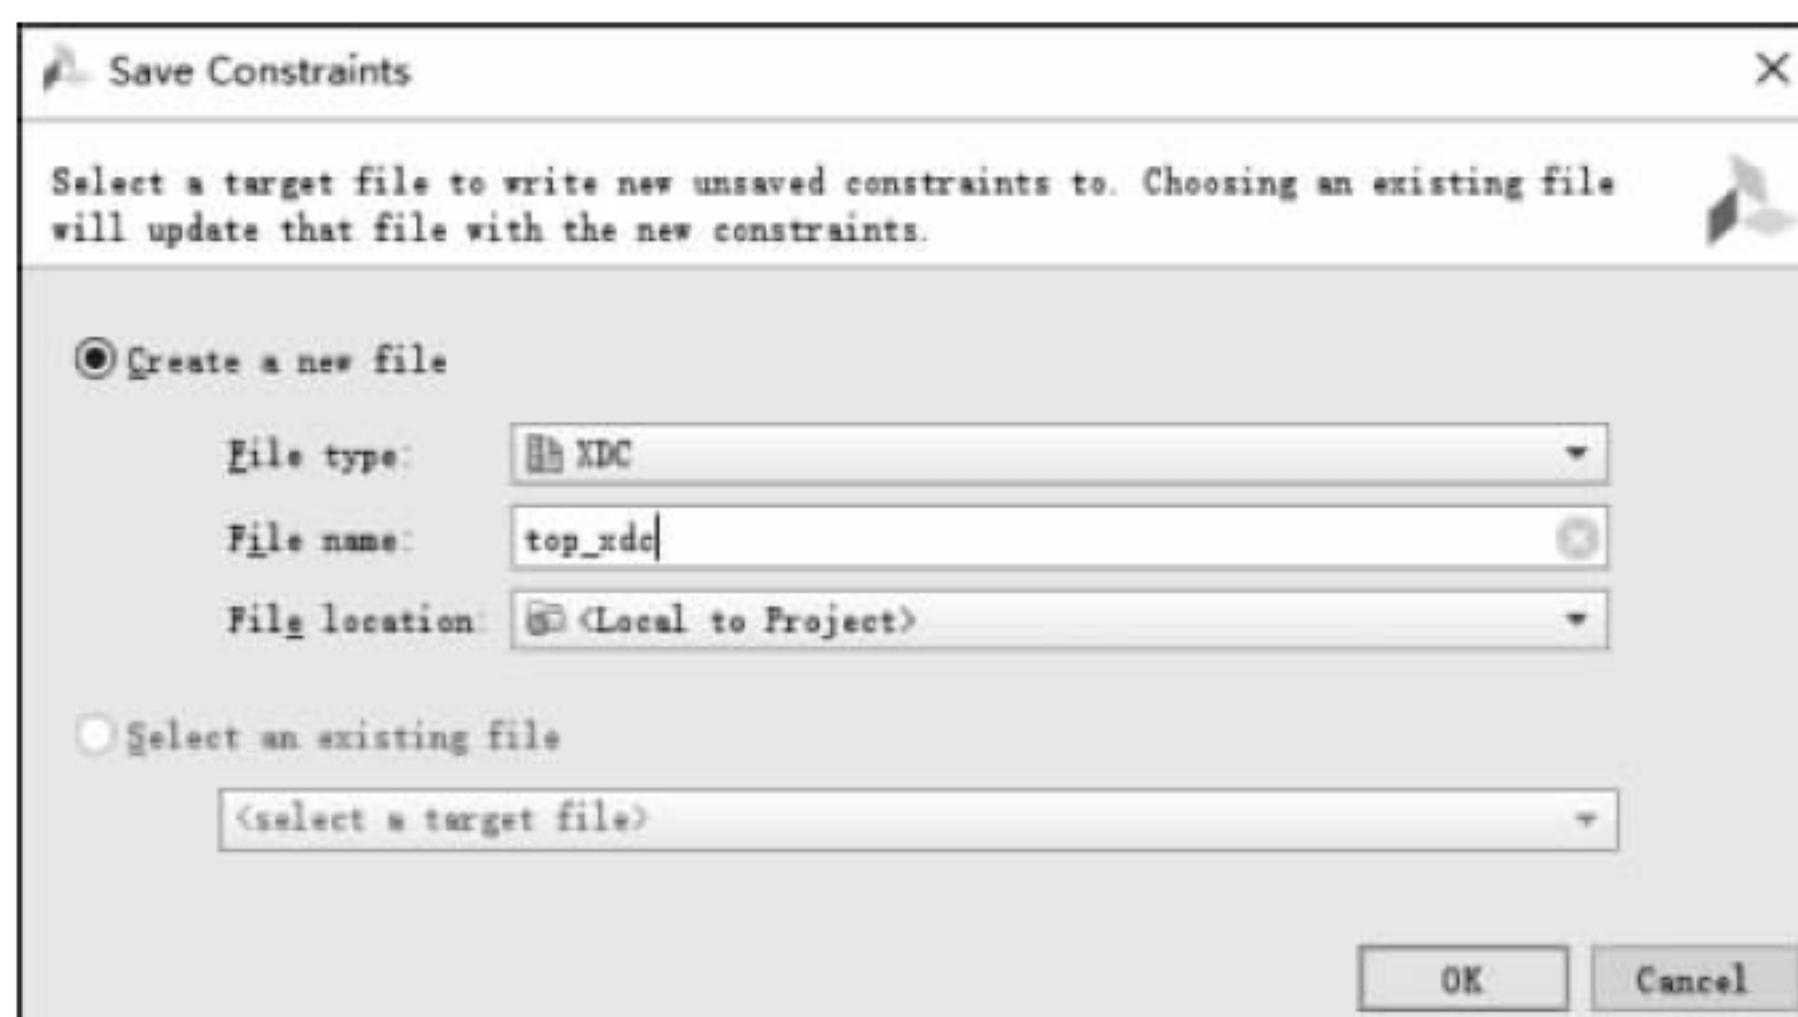 Save Constraints
Select a target file to write new unsaved constraints to. Choosing an existing file
will update that file with the new constraints.
Create a new file
File type: XDC
File name: top_xdc
File location: <Local to Project>
Select an existing file
<select a target file>
OK Cancel